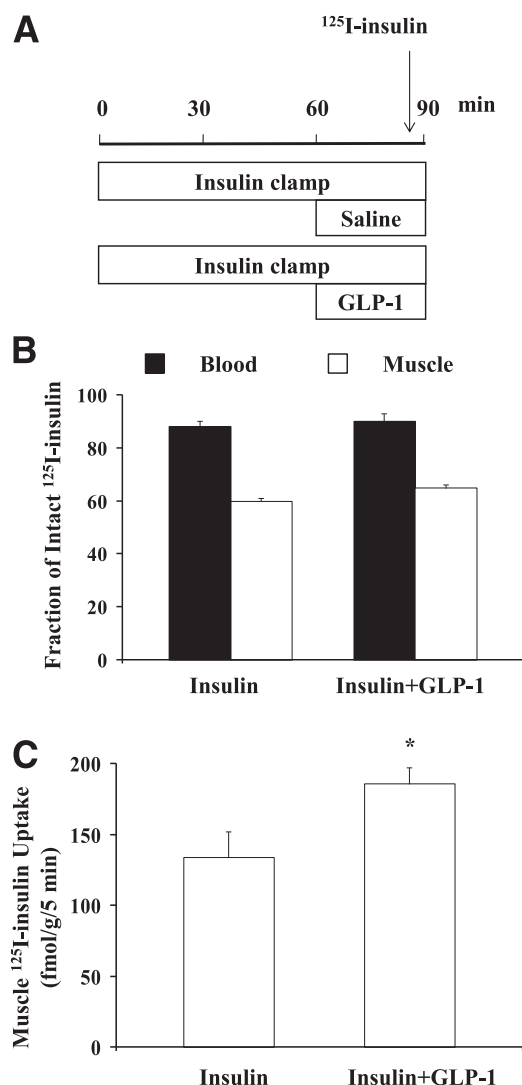 A
¹²⁵I-insulin
0 30 60 90 min
Insulin clamp
Saline
Insulin clamp
GLP-1
B
Blood Muscle
Fraction of Intact ¹²⁵I-insulin
100
80
60
40
20
0
Insulin Insulin+GLP-1
C
Muscle ¹²⁵I-insulin Uptake
(fmol/g/5 min)
200
150
100
50
0
*
Insulin Insulin+GLP-1